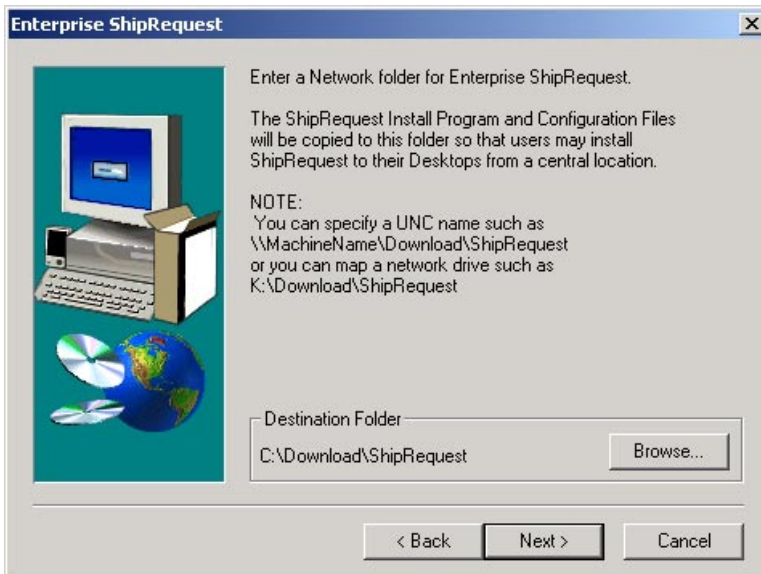 Enterprise ShipRequest
Enter a Network folder for Enterprise ShipRequest.
The ShipRequest Install Program and Configuration Files
will be copied to this folder so that users may install
ShipRequest to their Desktops from a central location.
NOTE:
You can specify a UNC name such as
\\MachineName\Download\ShipRequest
or you can map a network drive such as
K:\Download\ShipRequest
Destination Folder
C:\Download\ShipRequest
Browse...
< Back
Next >
Cancel